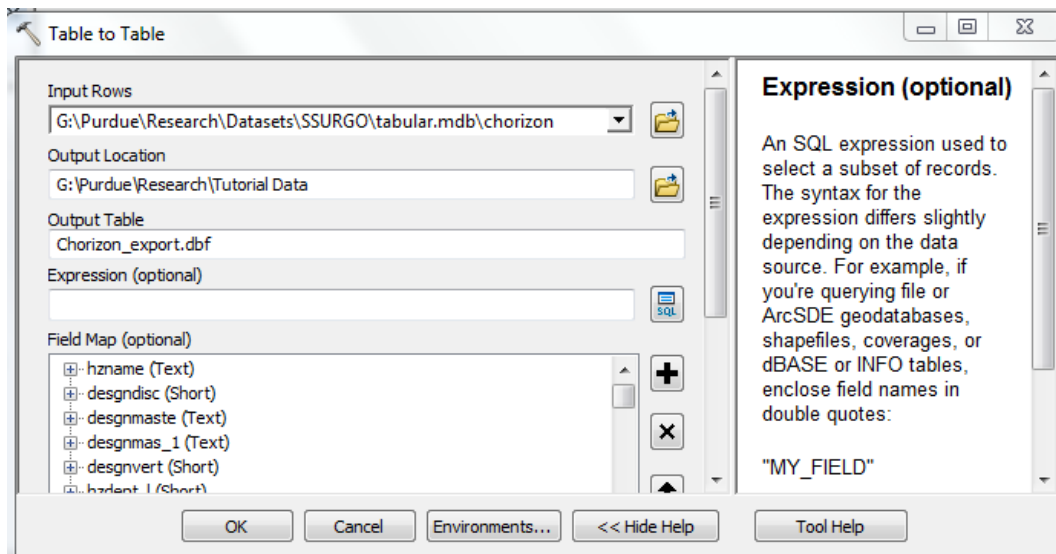 Table to Table
Input Rows
G:\Purdue\Research\Datasets\SSURGO\tabular.mdb\chorizon
Output Location
G:\Purdue\Research\Tutorial Data
Output Table
Chorizon_export.dbf
Expression (optional)
SQL
Field Map (optional)
hzname (Text)
desgndisc (Short)
desgnmaste (Text)
desgnmas_1 (Text)
desgnvert (Short)
hzdept_l (Short)
Expression (optional)
An SQL expression used to
select a subset of records.
The syntax for the
expression differs slightly
depending on the data
source. For example, if
you're querying file or
ArcSDE geodatabases,
shapefiles, coverages, or
dBASE or INFO tables,
enclose field names in
double quotes:
"MY_FIELD"
OK
Cancel
Environments...
<< Hide Help
Tool Help